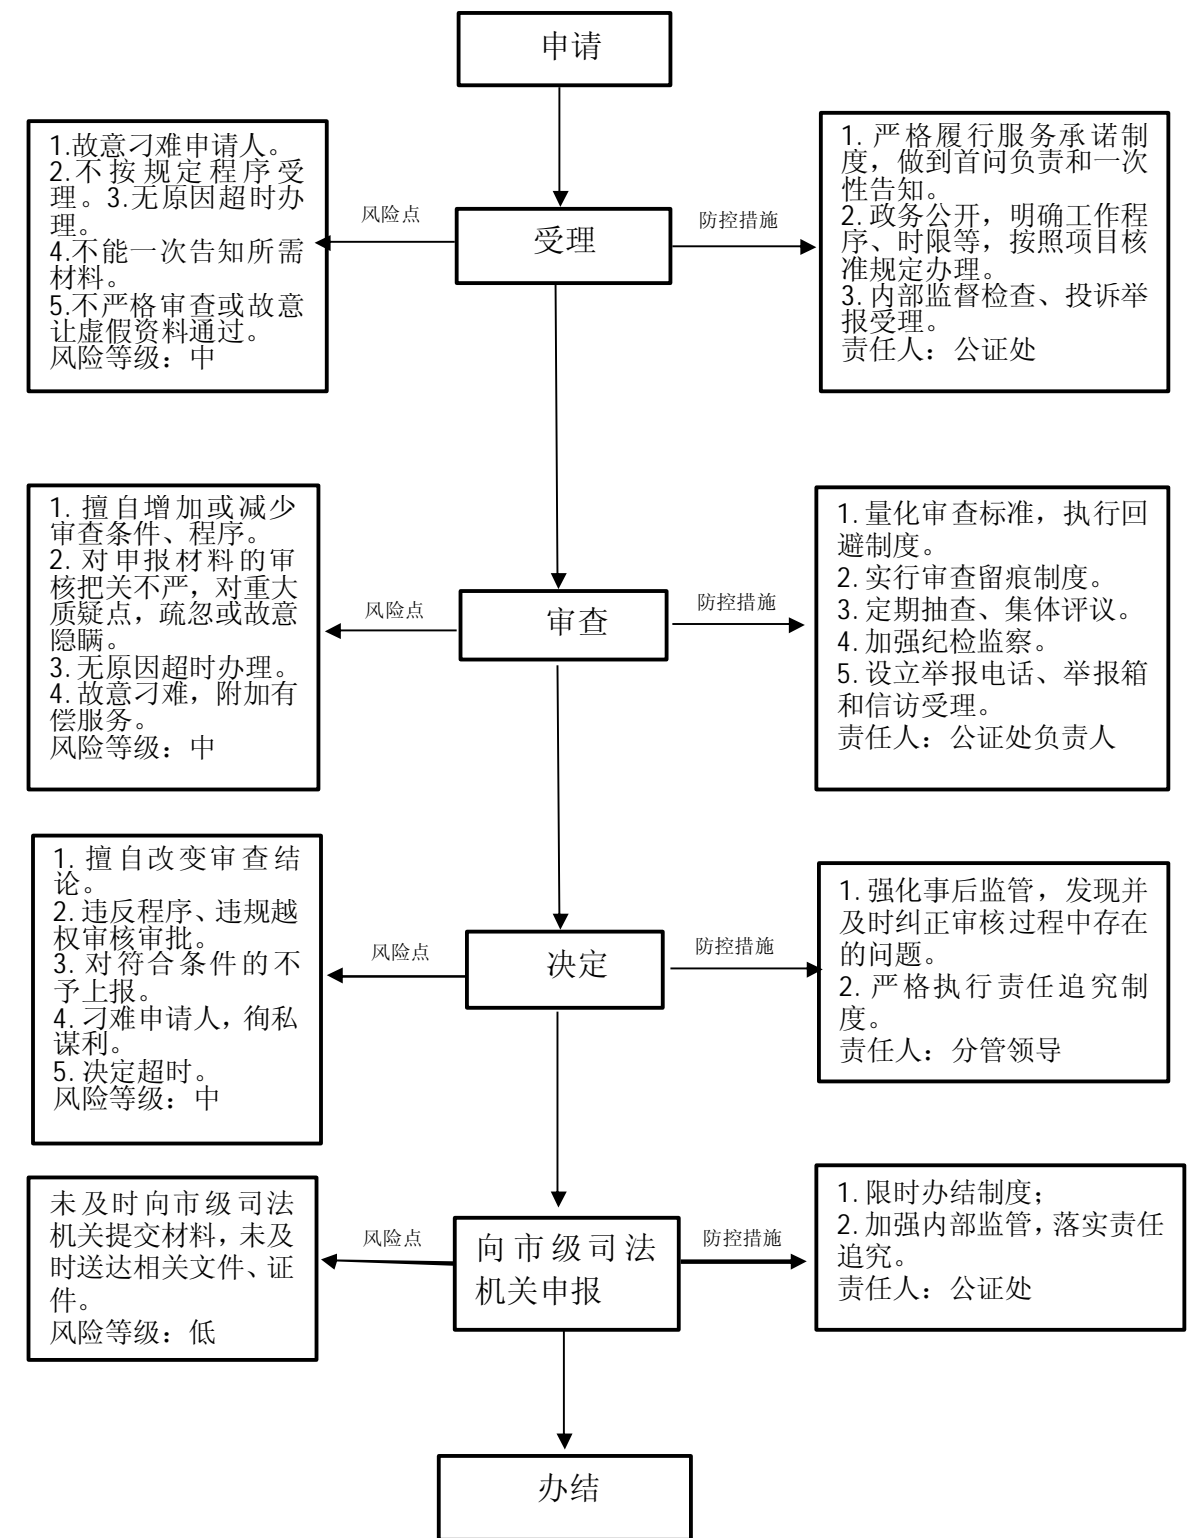 申请
1.故意刁难申请人。
2.不按规定程序受
理。3.无原因超时办
理。
4.不能一次告知所需
材料。
5.不严格审查或故意
让虚假资料通过。
风险等级：中
风险点
受理
防控措施
1. 严格履行服务承诺制
度，做到首问负责和一次
性告知。
2. 政务公开，明确工作程
序、时限等，按照项目核
准规定办理。
3. 内部监督检查、投诉举
报受理。
责任人：公证处
1. 擅自增加或减少
审查条件、程序。
2. 对申报材料的审
核把关不严，对重大
质疑点，疏忽或故意
隐瞒。
3. 无原因超时办理。
4. 故意刁难，附加有
偿服务。
风险等级：中
风险点
审查
防控措施
1. 量化审查标准，执行回
避制度。
2. 实行审查留痕制度。
3. 定期抽查、集体评议。
4. 加强纪检监察。
5. 设立举报电话、举报箱
和信访受理。
责任人：公证处负责人
1. 擅自改变审查结
论。
2. 违反程序、违规越
权审核审批。
3. 对符合条件的不
予上报。
4. 刁难申请人，徇私
谋利。
5. 决定超时。
风险等级：中
风险点
决定
防控措施
1. 强化事后监管，发现并
及时纠正审核过程中存在
的问题。
2. 严格执行责任追究制
度。
责任人：分管领导
未及时向市级司法
机关提交材料，未及
时送达相关文件、证
件。
风险等级：低
风险点
向市级司法
机关申报
防控措施
1. 限时办结制度；
2. 加强内部监管，落实责任
追究。
责任人：公证处
办结